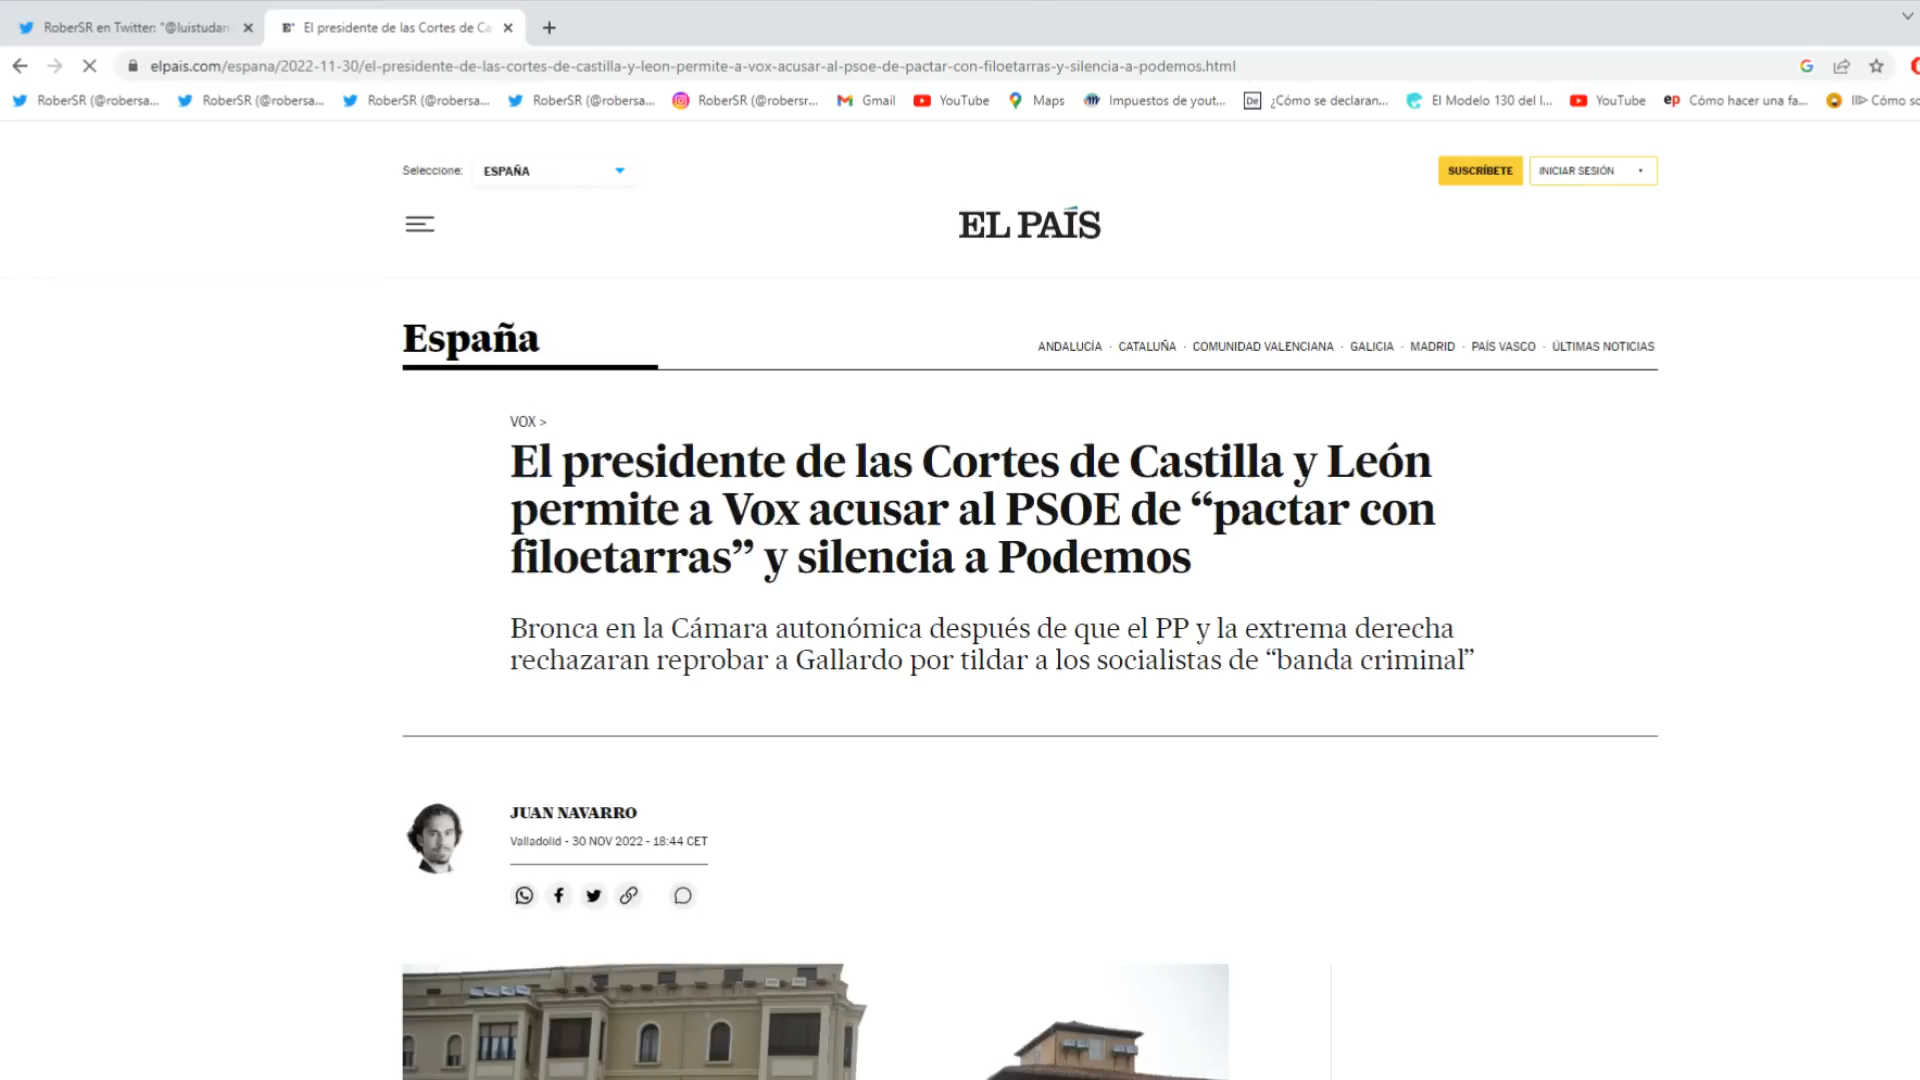 RoberSR en Twitter: "@luistudan
El presidente de las Cortes de Ca
elpais.com/espana/2022-11-30/el-presidente-de-las-cortes-de-castilla-y-leon-permite-a-vox-acusar-al-psoe-de-pactar-con-filoetarras-y-silencia-a-podemos.html
RoberSR (@robersa... RoberSR (@robersa... RoberSR (@robersa... RoberSR (@robersa... RoberSR (@robersr... Gmail YouTube Maps Impuestos de yout... De ¿Cómo se declaran... El Modelo 130 del I... YouTube ep Cómo hacer una fa... Cómo so
Seleccione: ESPAÑA
SUSCRÍBETE INICIAR SESIÓN
EL PAÍS
España
ANDALUCÍA · CATALUÑA · COMUNIDAD VALENCIANA · GALICIA · MADRID · PAÍS VASCO · ÚLTIMAS NOTICIAS
VOX >
El presidente de las Cortes de Castilla y León
permite a Vox acusar al PSOE de “pactar con
filoetarras” y silencia a Podemos
Bronca en la Cámara autonómica después de que el PP y la extrema derecha
rechazaran reprobar a Gallardo por tildar a los socialistas de “banda criminal”
JUAN NAVARRO
Valladolid - 30 NOV 2022 - 18:44 CET